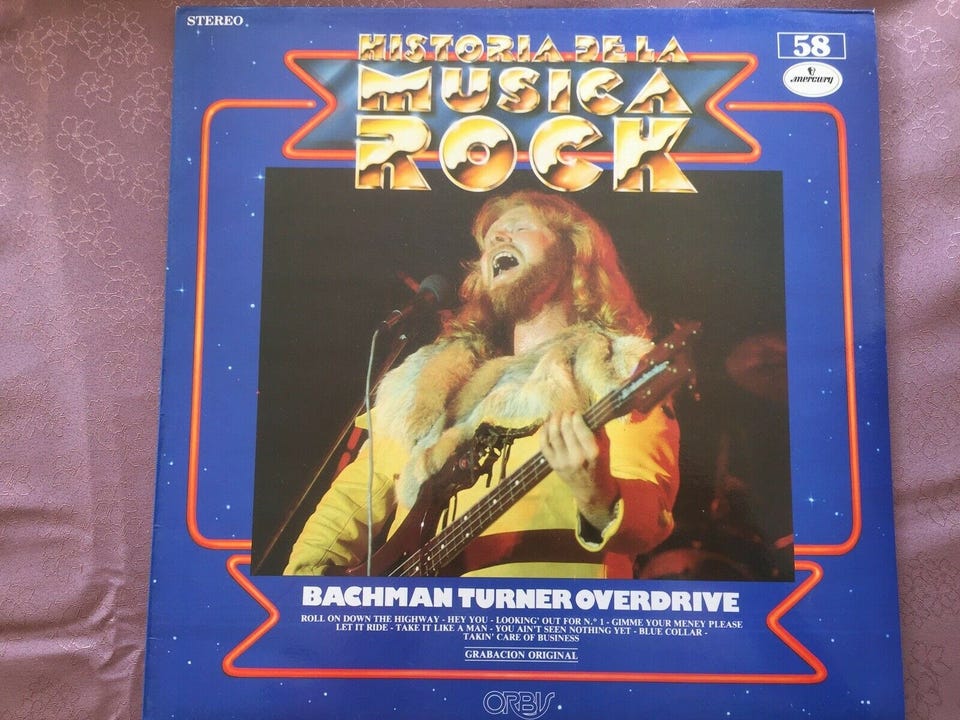 STEREO
HISTORIA DE LA
MUSICA
ROCK
58
mercury
BACHMAN TURNER OVERDRIVE
ROLL ON DOWN THE HIGHWAY - HEY YOU - LOOKING' OUT FOR N.º 1 - GIMME YOUR MENEY PLEASE
LET IT RIDE - TAKE IT LIKE A MAN - YOU AIN'T SEEN NOTHING YET - BLUE COLLAR -
TAKIN' CARE OF BUSINESS
GRABACION ORIGINAL
ORBIS